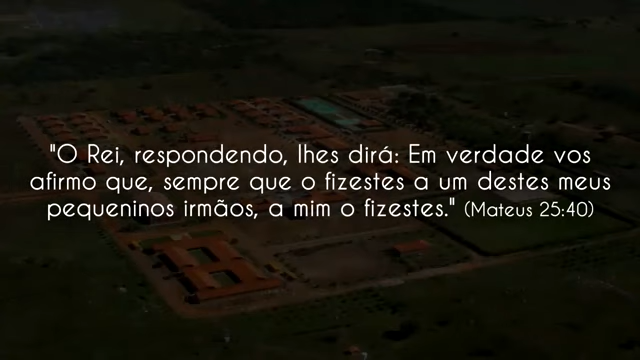 "O Rei, respondendo, lhes dirá: Em verdade vos
afirmo que, sempre que o fizestes a um destes meus
pequeninos irmãos, a mim o fizestes." (Mateus 25:40)